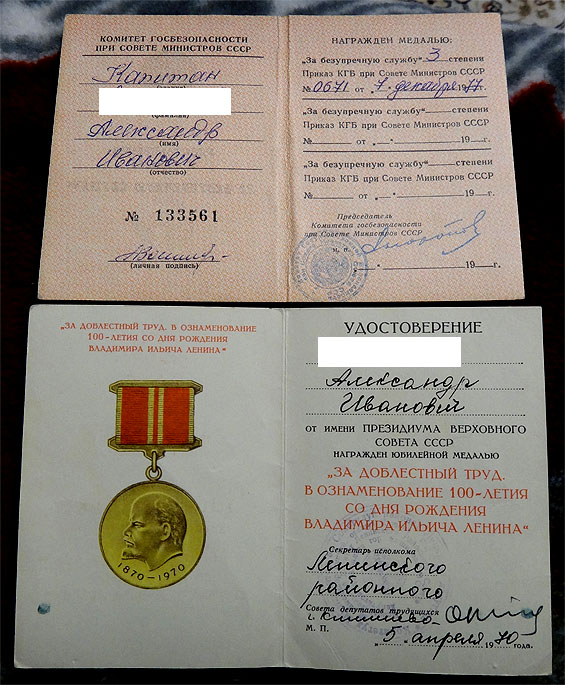 КОМИТЕТ ГОСБЕЗОПАСНОСТИ
ПРИ СОВЕТЕ МИНИСТРОВ СССР
Капитан
(фамилия)
Александр
(имя)
Иванович
(отчество)
№ 133561
(личная подпись)
НАГРАЖДЕН МЕДАЛЬЮ:
„За безупречную службу“ 3 степени
Приказ КГБ при Совете Министров СССР
№ 0671 от „7“ декабря 1977 г.
„За безупречную службу“ степени
Приказ КГБ при Совете Министров СССР
№ от „ “ 19 г.
„За безупречную службу“ степени
Приказ КГБ при Совете Министров СССР
№ от „ “ 19 г.
Председатель
Комитета госбезопасности
при Совете Министров СССР
м. п.
„ “ 19 г.
„ЗА ДОБЛЕСТНЫЙ ТРУД. В ОЗНАМЕНОВАНИЕ
100-ЛЕТИЯ СО ДНЯ РОЖДЕНИЯ
ВЛАДИМИРА ИЛЬИЧА ЛЕНИНА“
1870-1970
УДОСТОВЕРЕНИЕ
Александр
Иванович
ОТ ИМЕНИ ПРЕЗИДИУМА ВЕРХОВНОГО
СОВЕТА СССР
НАГРАЖДЕН ЮБИЛЕЙНОЙ МЕДАЛЬЮ
„ЗА ДОБЛЕСТНЫЙ ТРУД.
В ОЗНАМЕНОВАНИЕ 100-ЛЕТИЯ
СО ДНЯ РОЖДЕНИЯ
ВЛАДИМИРА ИЛЬИЧА ЛЕНИНА“
Секретарь исполкома
Ленинского
районного
Совета депутатов трудящихся
г. Кишинева
М. П.
„5“ апреля 1970 года.